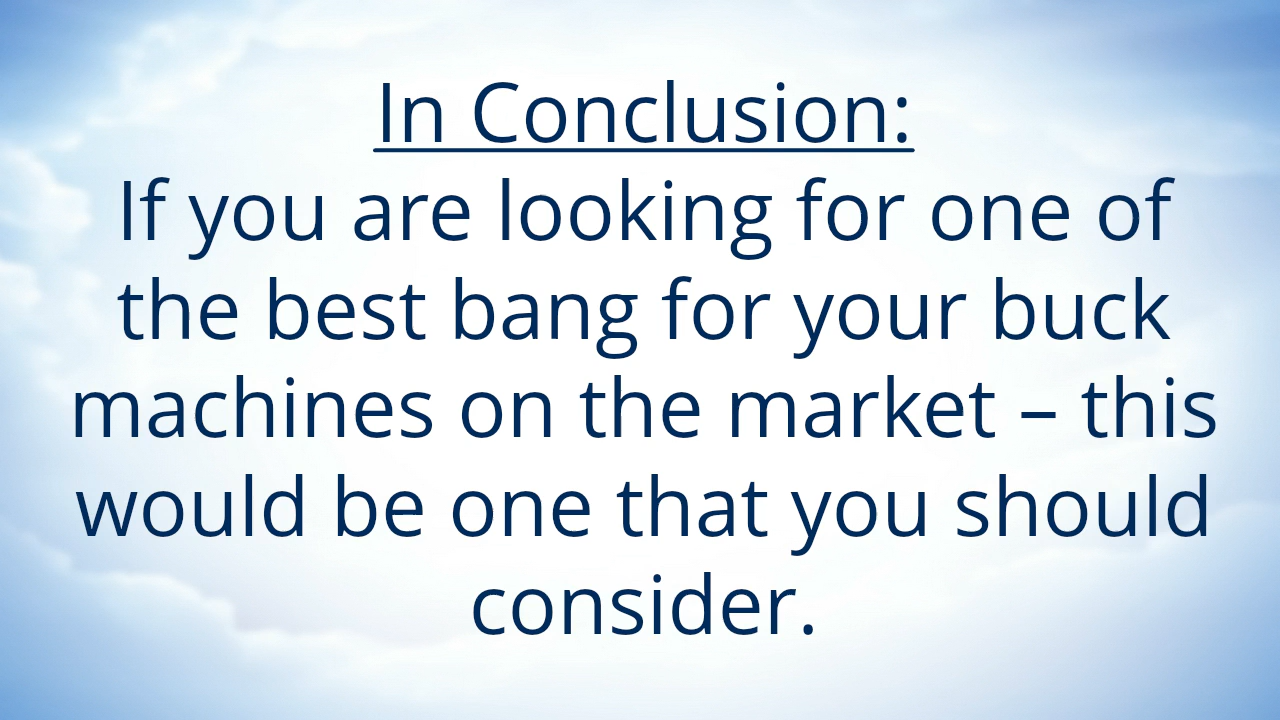 In Conclusion:
If you are looking for one of
the best bang for your buck
machines on the market – this
would be one that you should
consider.